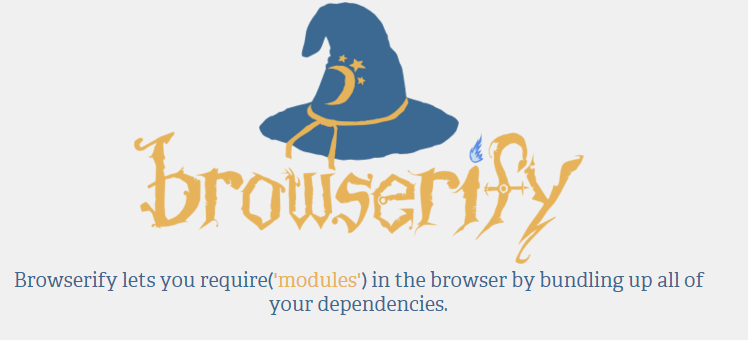 browserify
Browserify lets you require('modules') in the browser by bundling up all of
your dependencies.